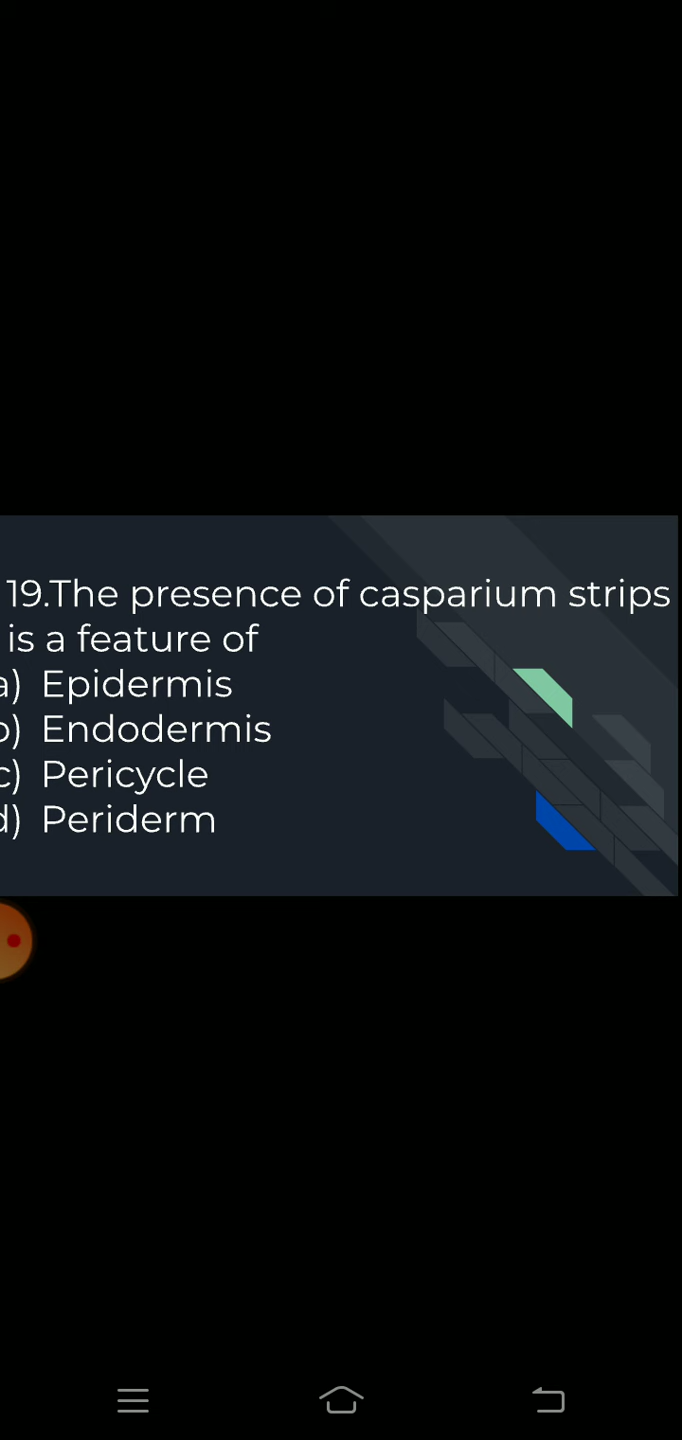 19.The presence of casparium strips
is a feature of
a) Epidermis
b) Endodermis
c) Pericycle
d) Periderm